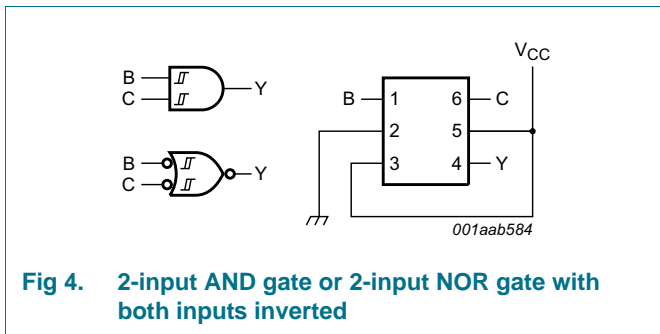 B
C
Y
B
C
Y
VCC
B 1 6 C
2 5
3 4 Y
001aab584
Fig 4. 2-input AND gate or 2-input NOR gate with
both inputs inverted